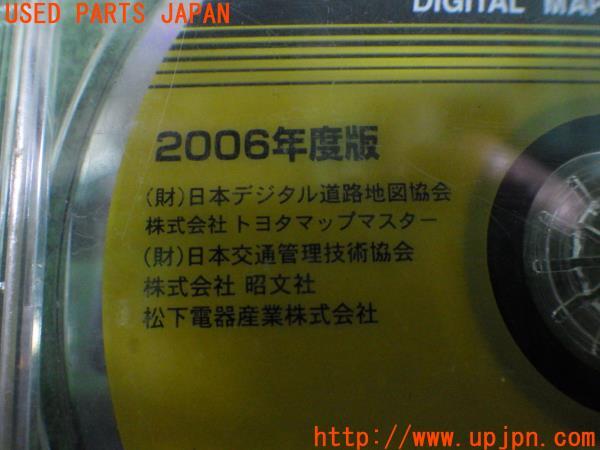 USED PARTS JAPAN
DIGITAL MAP
2006年度版
(財)日本デジタル道路地図協会
株式会社トヨタマップマスター
(財)日本交通管理技術協会
株式会社 昭文社
松下電器産業株式会社
http://www.upjpn.com/